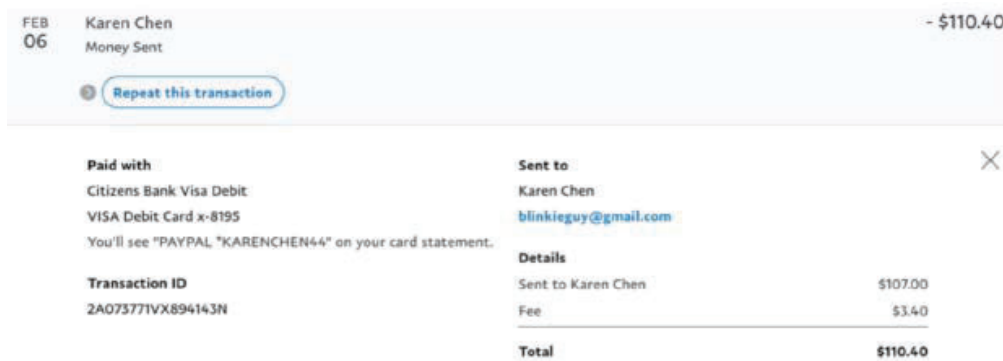 FEB
06
Karen Chen
Money Sent
- $110.40
Repeat this transaction
Paid with
Citizens Bank Visa Debit
VISA Debit Card x-8195
You'll see "PAYPAL *KARENCHEN44" on your card statement.
Transaction ID
2A073771VX894143N
Sent to
Karen Chen
blinkieguy@gmail.com
Details
Sent to Karen Chen $107.00
Fee $3.40
Total $110.40